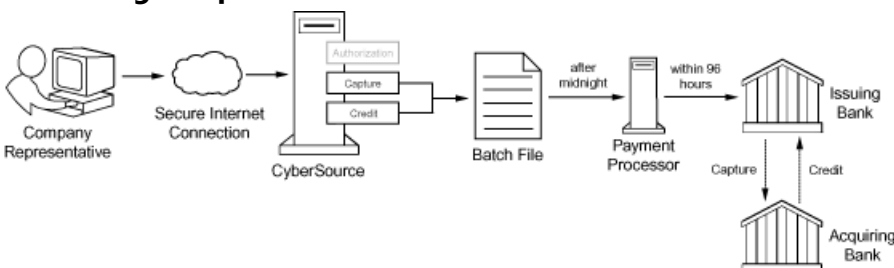 Authorization
Capture
Credit
after
midnight
within 96
hours
Issuing
Bank
Secure Internet
Connection
Company
Representative
CyberSource
Batch File
Payment
Processor
Capture
Credit
Acquiring
Bank